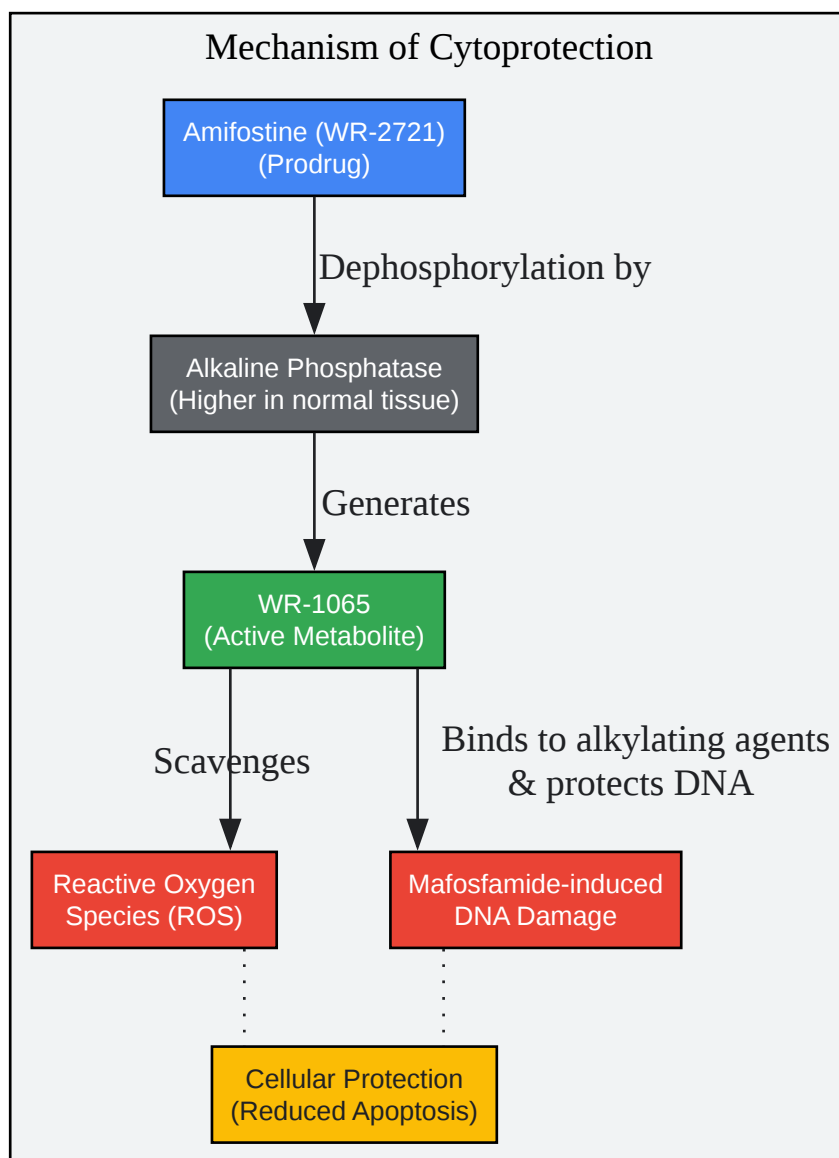 Mechanism of Cytoprotection
Amifostine (WR-2721)
(Prodrug)
Dephosphorylation by
Alkaline Phosphatase
(Higher in normal tissue)
Generates
WR-1065
(Active Metabolite)
Scavenges
Binds to alkylating agents
& protects DNA
Reactive Oxygen
Species (ROS)
Mafosfamide-induced
DNA Damage
Cellular Protection
(Reduced Apoptosis)